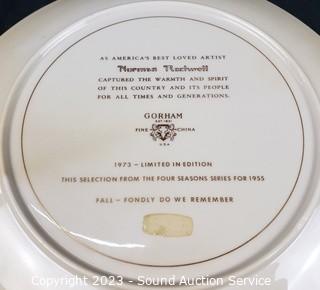 AS AMERICA'S BEST LOVED ARTIST
Norman Rockwell
CAPTURED THE WARMTH AND SPIRIT
OF THIS COUNTRY AND ITS PEOPLE
FOR ALL TIMES AND GENERATIONS.
GORHAM
EST 1831
FINE CHINA
U.S.A.
1973 – LIMITED IN EDITION
THIS SELECTION FROM THE FOUR SEASONS SERIES FOR 1955
FALL – FONDLY DO WE REMEMBER
Copyright 2023 - Sound Auction Service